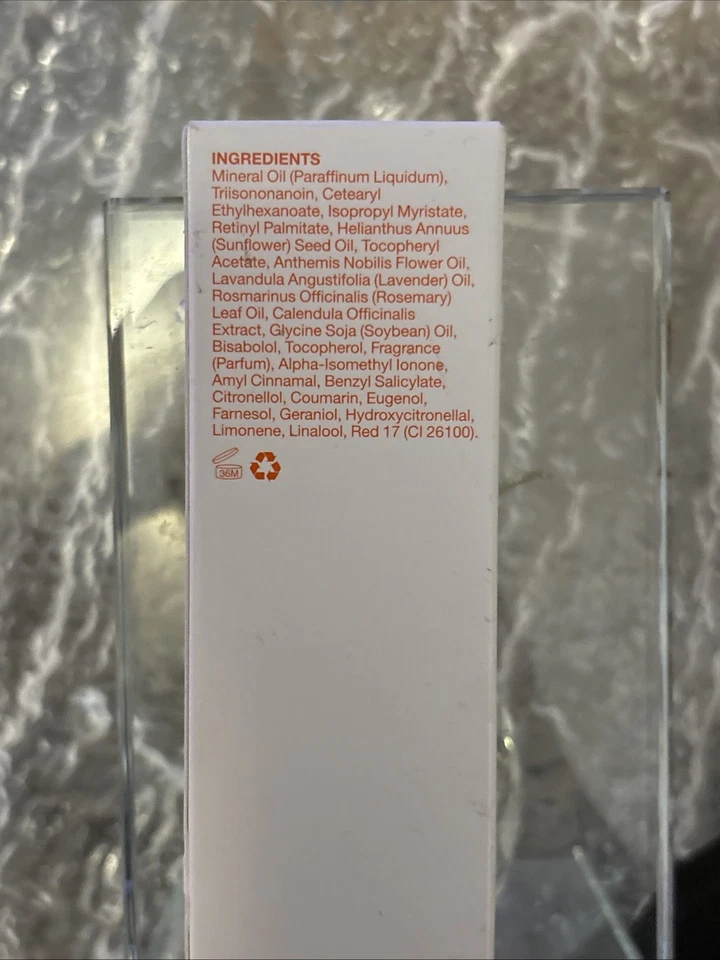 INGREDIENTS
Mineral Oil (Paraffinum Liquidum),
Triisononanoin, Cetearyl
Ethylhexanoate, Isopropyl Myristate,
Retinyl Palmitate, Helianthus Annuus
(Sunflower) Seed Oil, Tocopheryl
Acetate, Anthemis Nobilis Flower Oil,
Lavandula Angustifolia (Lavender) Oil,
Rosmarinus Officinalis (Rosemary)
Leaf Oil, Calendula Officinalis
Extract, Glycine Soja (Soybean) Oil,
Bisabolol, Tocopherol, Fragrance
(Parfum), Alpha-Isomethyl Ionone,
Amyl Cinnamal, Benzyl Salicylate,
Citronellol, Coumarin, Eugenol,
Farnesol, Geraniol, Hydroxycitronellal,
Limonene, Linalool, Red 17 (CI 26100).
36M